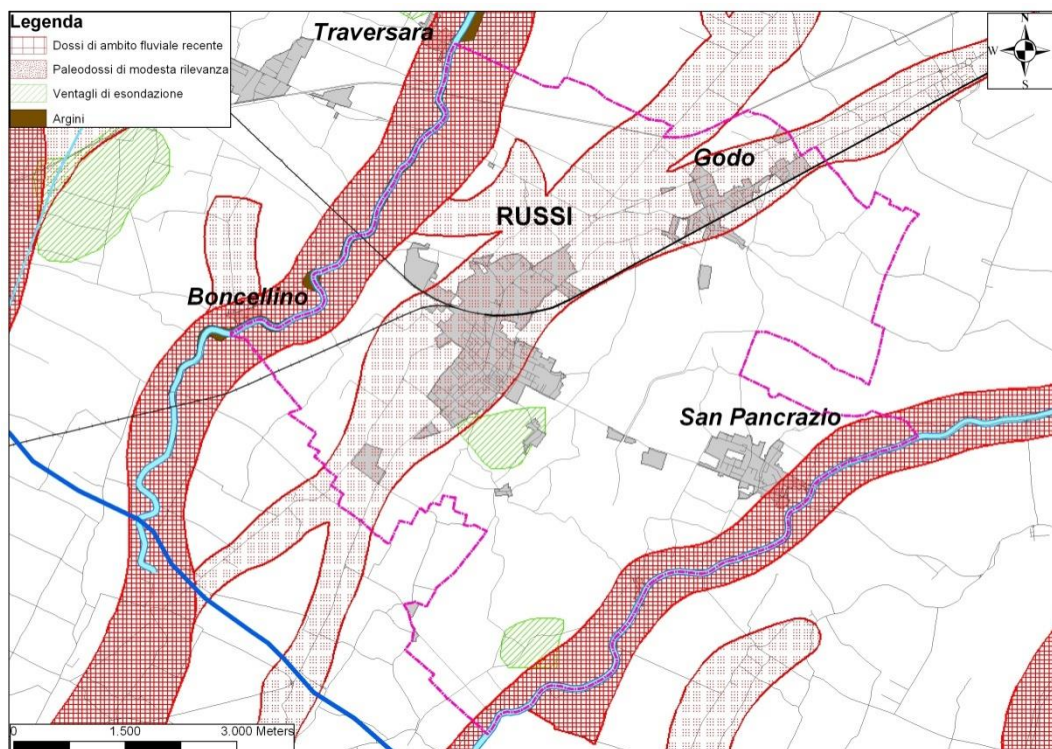 Legenda
Dossi di ambito fluviale recente
Paleodossi di modesta rilevanza
Ventagli di esondazione
Argini
Traversara
N
W
S
Godo
RUSSI
Boncellino
San Pancrazio
0 1.500 3.000 Meters